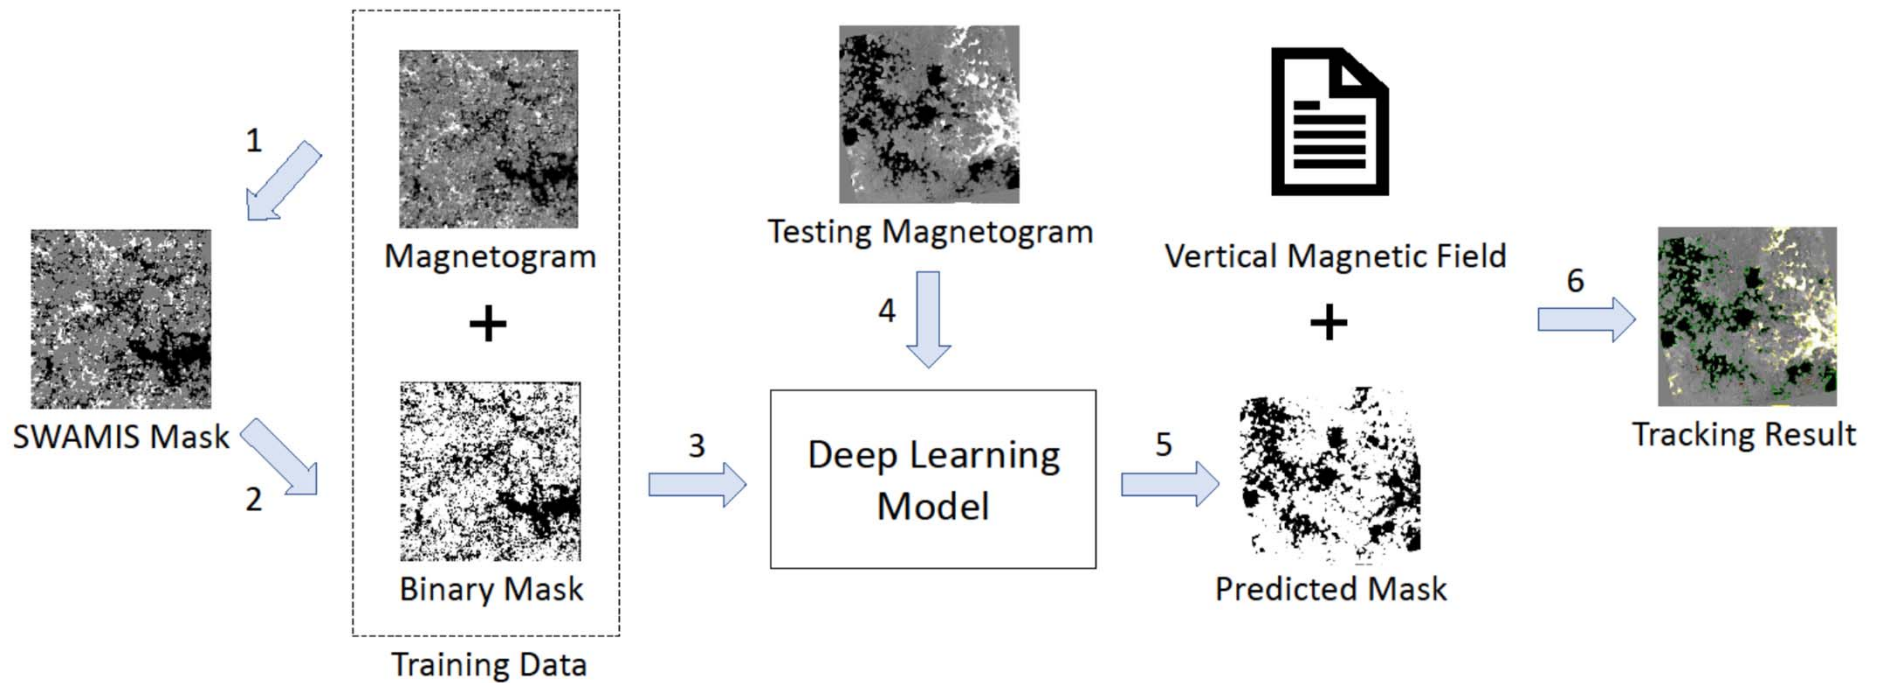 1
Magnetogram
+
SWAMIS Mask
2
Binary Mask
Training Data
3
Testing Magnetogram
4
Deep Learning
Model
5
Vertical Magnetic Field
+
Predicted Mask
6
Tracking Result